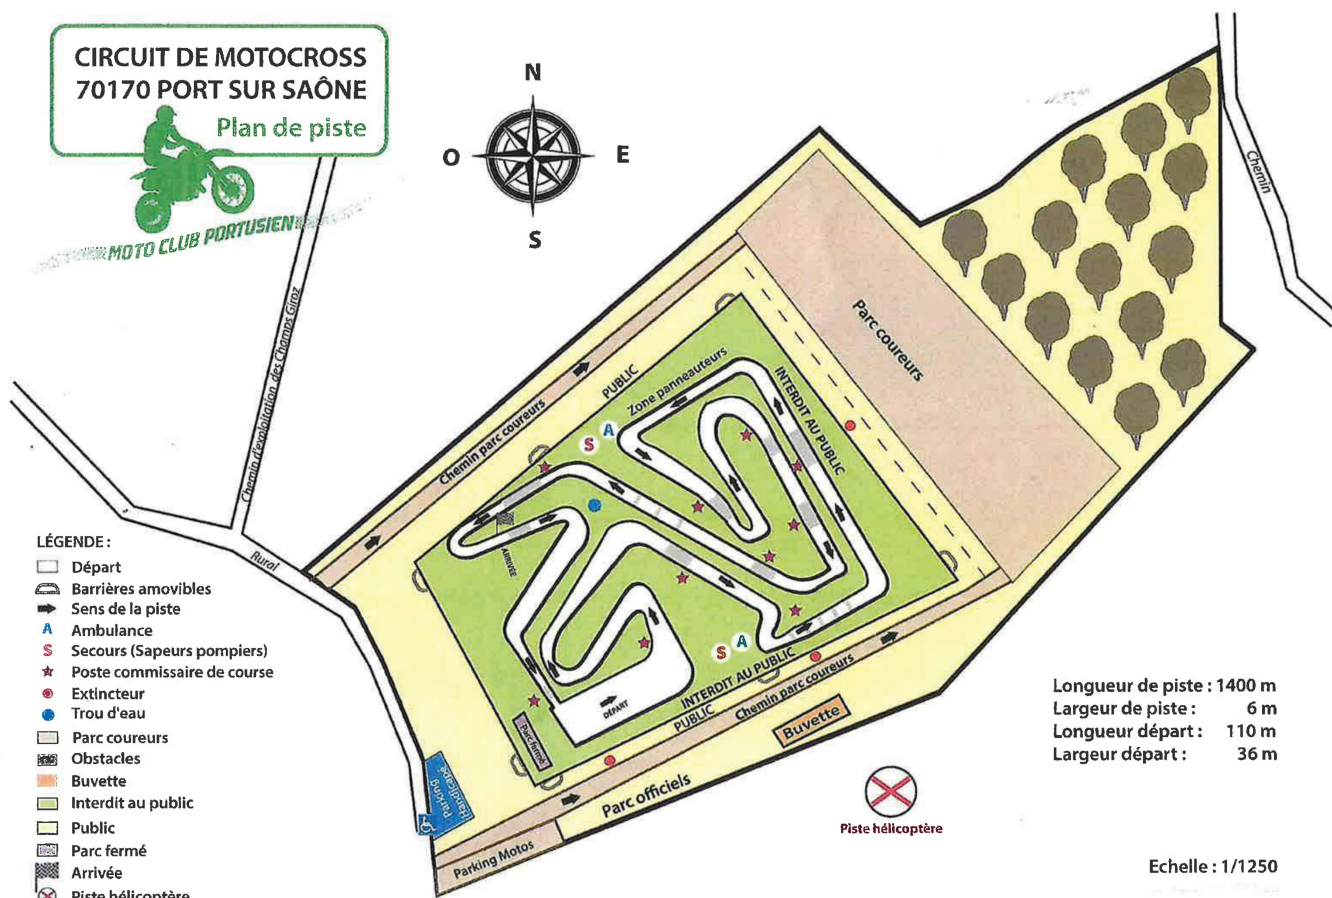 CIRCUIT DE MOTOCROSS
70170 PORT SUR SAÔNE
Plan de piste
MOTO CLUB PORTUSIEN
N
O
E
S
Chemin
Chemin d'exploitation des Champs Giroz
Rural
Parc coureurs
PUBLIC
Zone panneauteurs
INTERDIT AU PUBLIC
Chemin parc coureurs
S
A
ARRIVÉE
S
A
DÉPART
INTERDIT AU PUBLIC
PUBLIC
Chemin parc coureurs
Parc fermé
Buvette
Parking
Handicapé
Parc officiels
Parking Motos
Piste hélicoptère
LÉGENDE :
Départ
Barrières amovibles
Sens de la piste
A Ambulance
S Secours (Sapeurs pompiers)
Poste commissaire de course
Extincteur
Trou d'eau
Parc coureurs
Obstacles
Buvette
Interdit au public
Public
Parc fermé
Arrivée
Piste hélicoptère
Longueur de piste : 1400 m
Largeur de piste : 6 m
Longueur départ : 110 m
Largeur départ : 36 m
Echelle : 1/1250